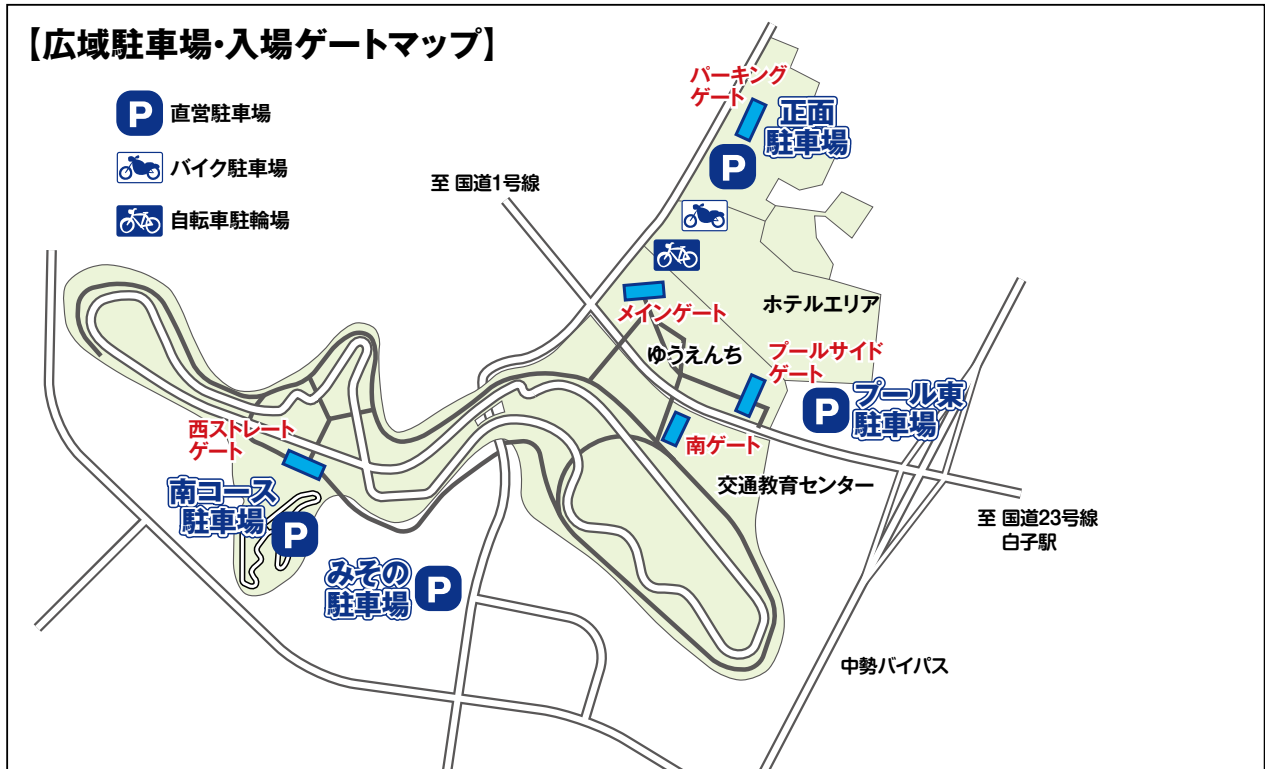 【広域駐車場・入場ゲートマップ】
P 直営駐車場
バイク駐車場
自転車駐輪場
パーキング
ゲート
正面
駐車場
P
至 国道1号線
メインゲート
ホテルエリア
ゆうえんち
プールサイド
ゲート
プール東
駐車場
P
南ゲート
西ストレート
ゲート
交通教育センター
南コース
駐車場
P
至 国道23号線
白子駅
みその
駐車場
P
中勢バイパス